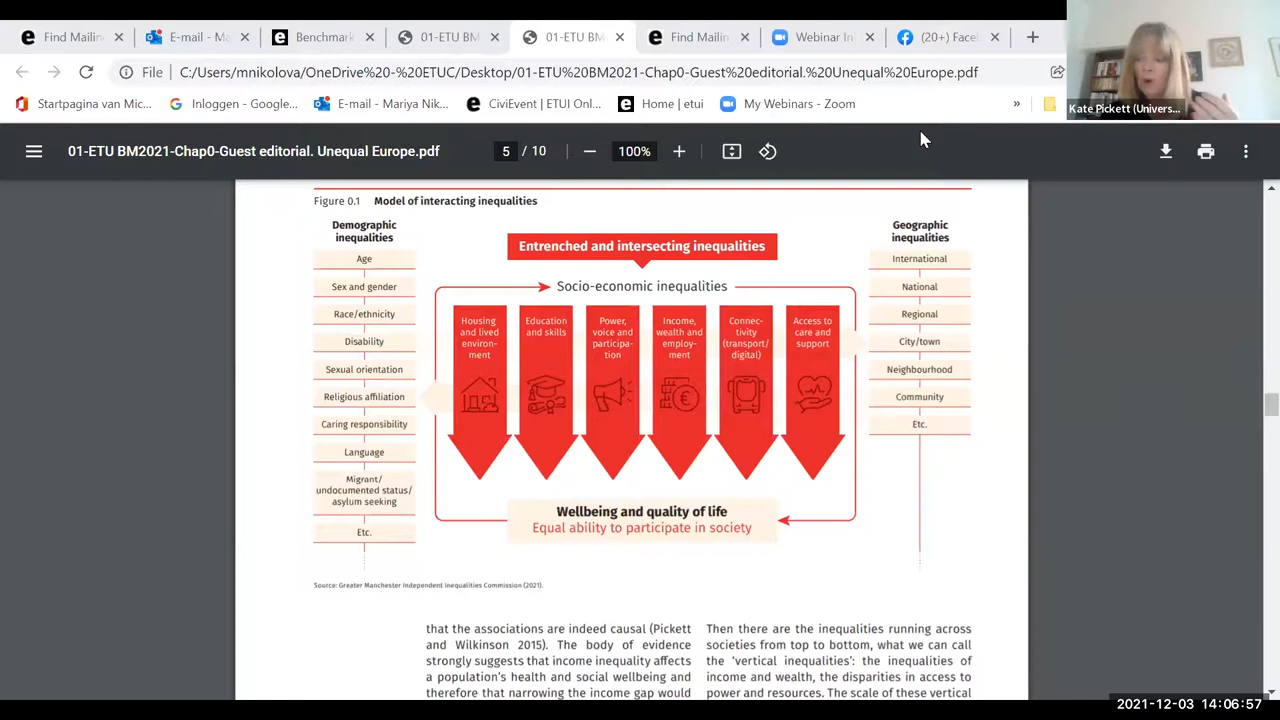 Find Mailin
E-mail - Ma
Benchmark
01-ETU BM
01-ETU BM
Find Mailin
Webinar In
(20+) Face
Kate Pickett (Univers...
File
C:/Users/mnikolova/OneDrive%20-%20ETUC/Desktop/01-ETU%20BM2021-Chap0-Guest%20editorial.%20Unequal%20Europe.pdf
Startpagina van Mic...
Inloggen - Google...
E-mail - Mariya Nik...
CiviEvent | ETUI Onl...
Home | etui
My Webinars - Zoom
»
01-ETU BM2021-Chap0-Guest editorial. Unequal Europe.pdf
5 / 10
100%
Figure 0.1 Model of interacting inequalities
Demographic
inequalities
Age
Sex and gender
Race/ethnicity
Disability
Sexual orientation
Religious affiliation
Caring responsibility
Language
Migrant/
undocumented status/
asylum seeking
Etc.
Entrenched and intersecting inequalities
Socio-economic inequalities
Housing
and lived
environ-
ment
Education
and skills
Power,
voice and
participa-
tion
Income,
wealth and
employ-
ment
Connec-
tivity
(transport/
digital)
Access to
care and
support
Wellbeing and quality of life
Equal ability to participate in society
Geographic
inequalities
International
National
Regional
City/town
Neighbourhood
Community
Etc.
Source: Greater Manchester Independent Inequalities Commission (2021).
that the associations are indeed causal (Pickett
and Wilkinson 2015). The body of evidence
strongly suggests that income inequality affects
a population's health and social wellbeing and
therefore that narrowing the income gap would
Then there are the inequalities running across
societies from top to bottom, what we can call
the 'vertical inequalities': the inequalities of
income and wealth, the disparities in access to
power and resources. The scale of these vertical
2021-12-03 14:06:57